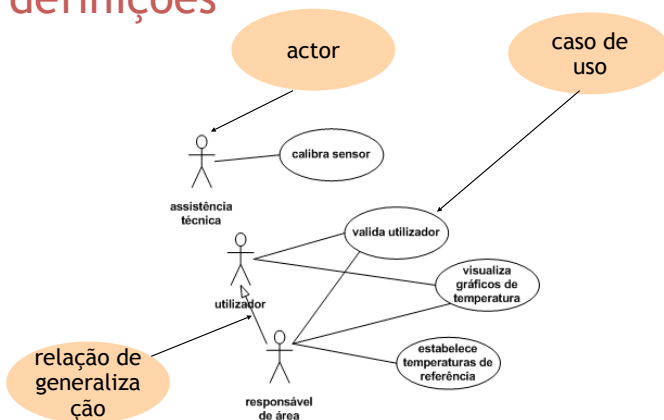 definições
actor
caso de
uso
calibra sensor
assistência
técnica
valida utilizador
visualiza
gráficos de
temperatura
utilizador
estabelece
temperaturas de
referência
relação de
generaliza
ção
responsável
de área